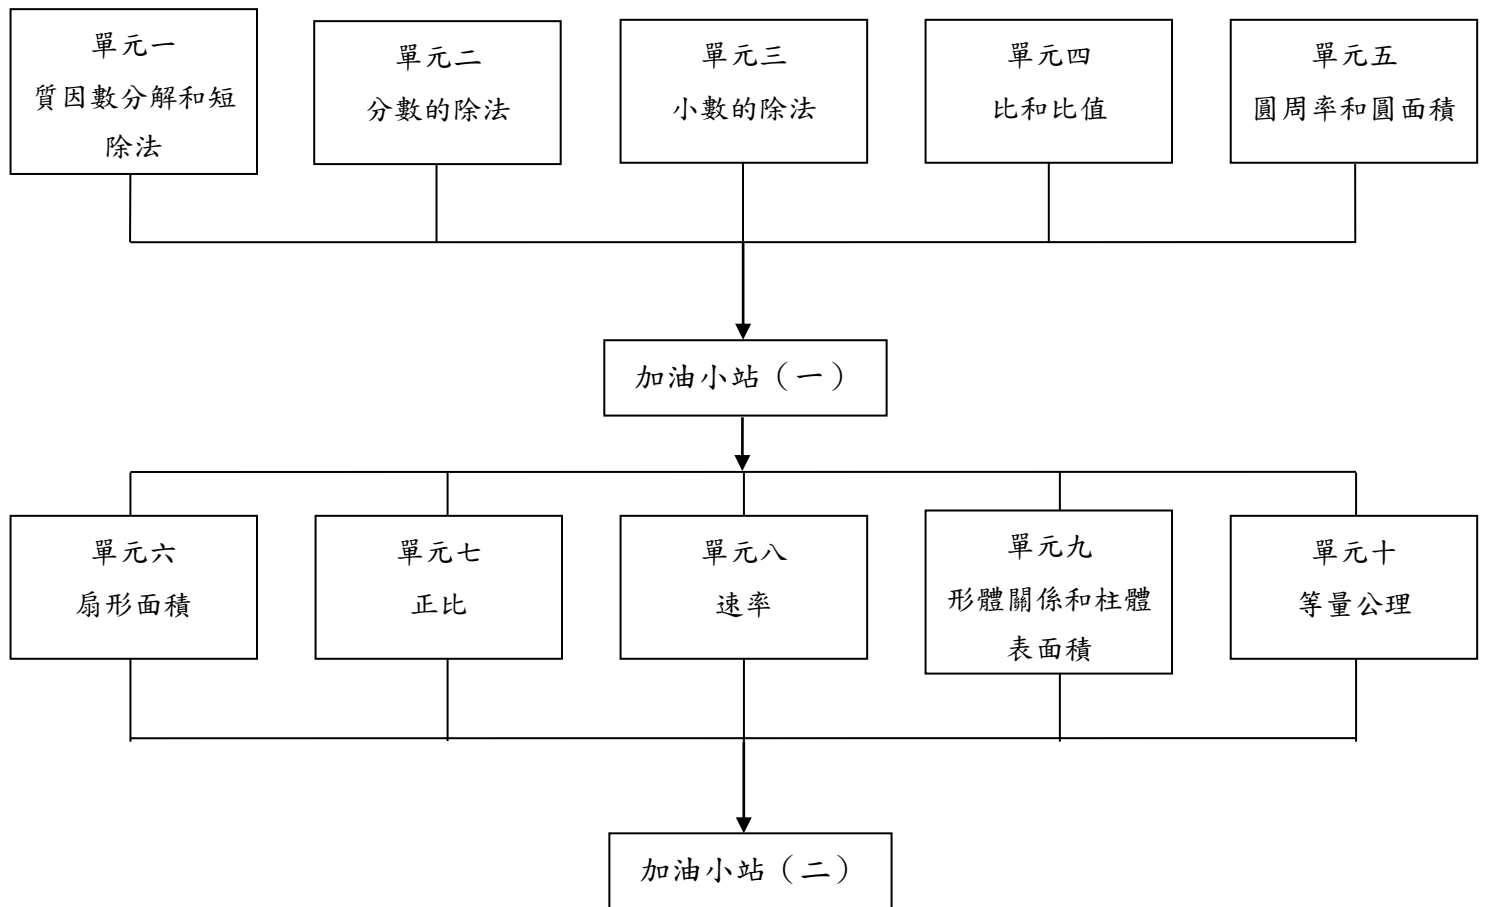 單元一
質因數分解和短
除法
單元二
分數的除法
單元三
小數的除法
單元四
比和比值
單元五
圓周率和圓面積
加油小站（一）
單元六
扇形面積
單元七
正比
單元八
速率
單元九
形體關係和柱體
表面積
單元十
等量公理
加油小站（二）